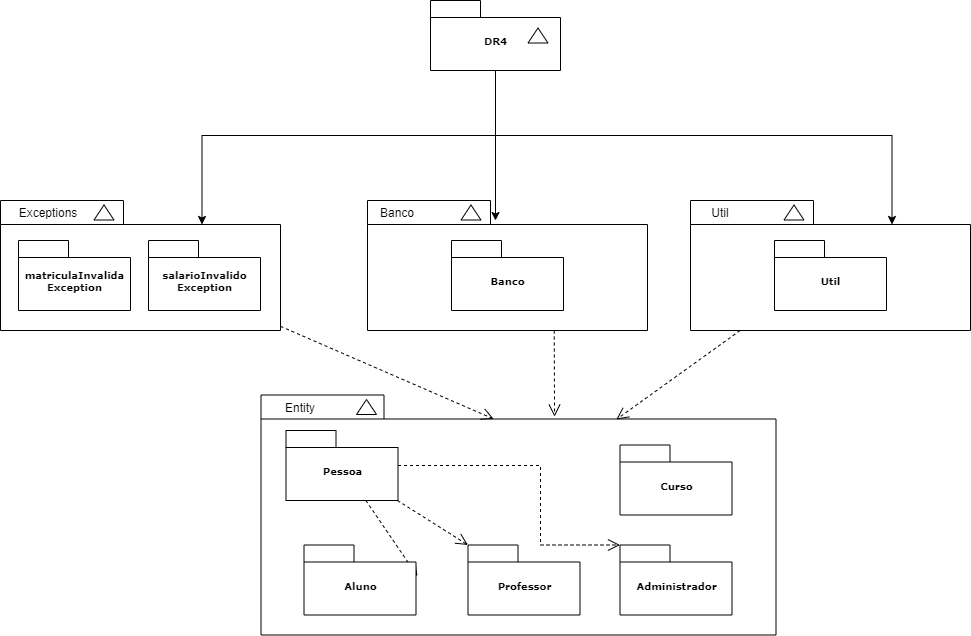 DR4
Exceptions
matriculaInvalida
Exception
salarioInvalido
Exception
Banco
Banco
Util
Util
Entity
Pessoa
Curso
Aluno
Professor
Administrador